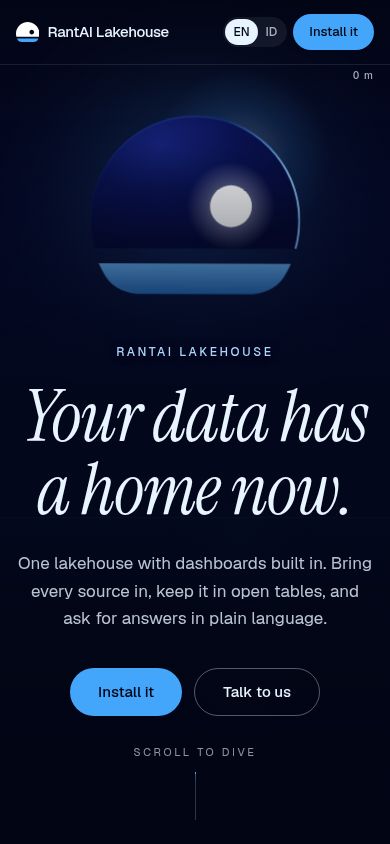 RantAI Lakehouse
EN ID
Install it
0 m
RANTAI LAKEHOUSE
Your data has
a home now.
One lakehouse with dashboards built in. Bring
every source in, keep it in open tables, and
ask for answers in plain language.
Install it
Talk to us
SCROLL TO DIVE